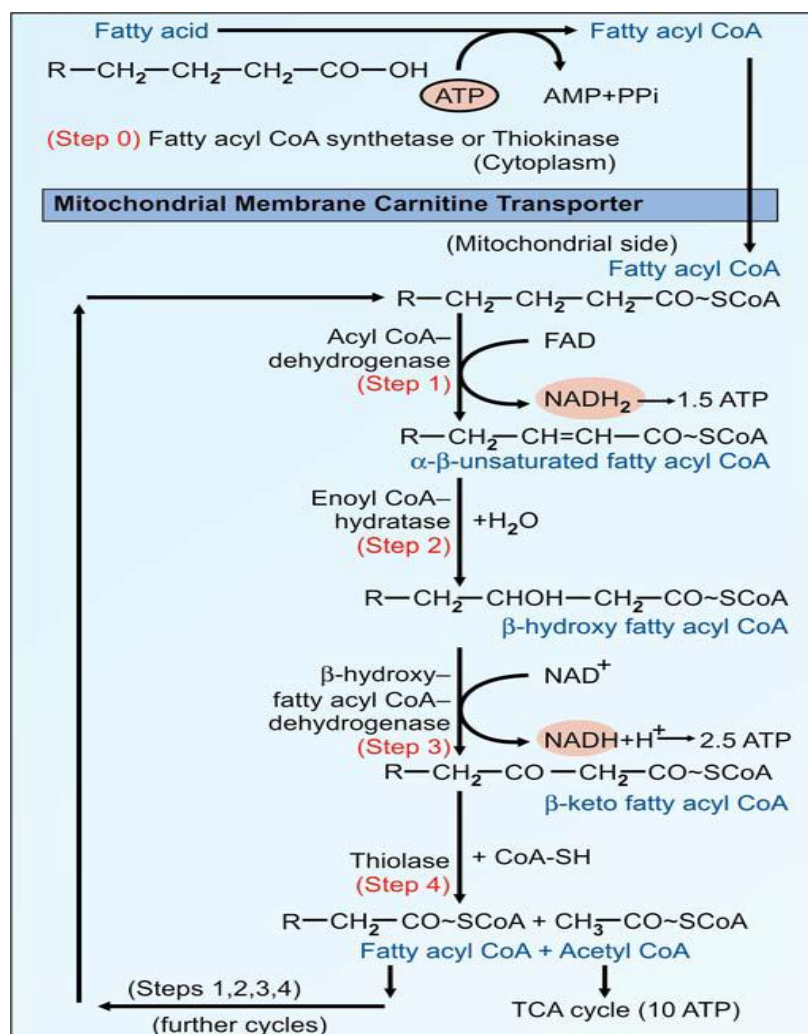 Fatty acid Fatty acyl CoA
R—CH₂—CH₂—CH₂—CO—OH
ATP AMP+PPi
(Step 0) Fatty acyl CoA synthetase or Thiokinase
(Cytoplasm)
Mitochondrial Membrane Carnitine Transporter
(Mitochondrial side)
Fatty acyl CoA
R—CH₂—CH₂—CH₂—CO~SCoA
Acyl CoA–
dehydrogenase
(Step 1)
FAD
NADH₂ 1.5 ATP
R—CH₂—CH=CH—CO~SCoA
α-β-unsaturated fatty acyl CoA
Enoyl CoA–
hydratase
(Step 2)
+H₂O
R—CH₂—CHOH—CH₂—CO~SCoA
β-hydroxy fatty acyl CoA
β-hydroxy–
fatty acyl CoA–
dehydrogenase
(Step 3)
NAD⁺
NADH+H⁺ 2.5 ATP
R—CH₂—CO—CH₂—CO~SCoA
β-keto fatty acyl CoA
Thiolase
(Step 4)
+ CoA-SH
R—CH₂—CO~SCoA + CH₃—CO~SCoA
Fatty acyl CoA + Acetyl CoA
(Steps 1,2,3,4)
(further cycles)
TCA cycle (10 ATP)